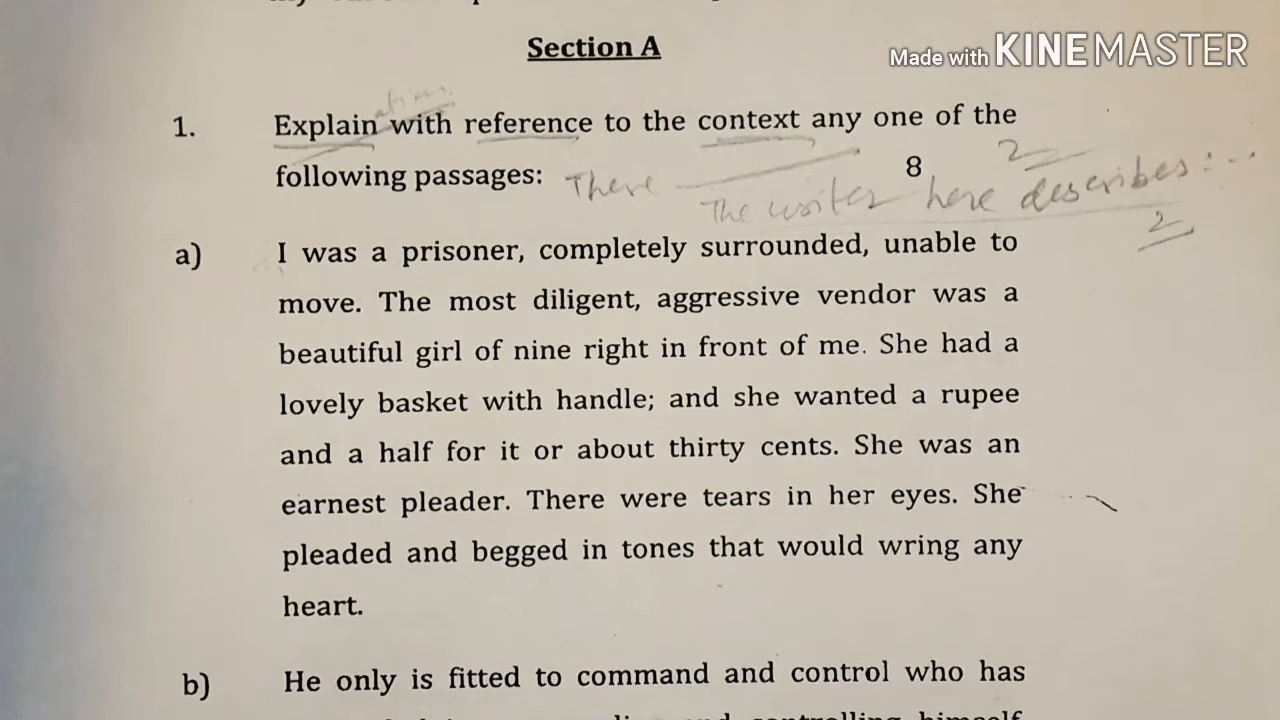 Section A
Made with KINEMASTER
1. Explain with reference to the context any one of the
following passages: 8 2
There
The writer here describes:...
2
a) I was a prisoner, completely surrounded, unable to
move. The most diligent, aggressive vendor was a
beautiful girl of nine right in front of me. She had a
lovely basket with handle; and she wanted a rupee
and a half for it or about thirty cents. She was an
earnest pleader. There were tears in her eyes. She
pleaded and begged in tones that would wring any
heart.
b) He only is fitted to command and control who has
controlling himself